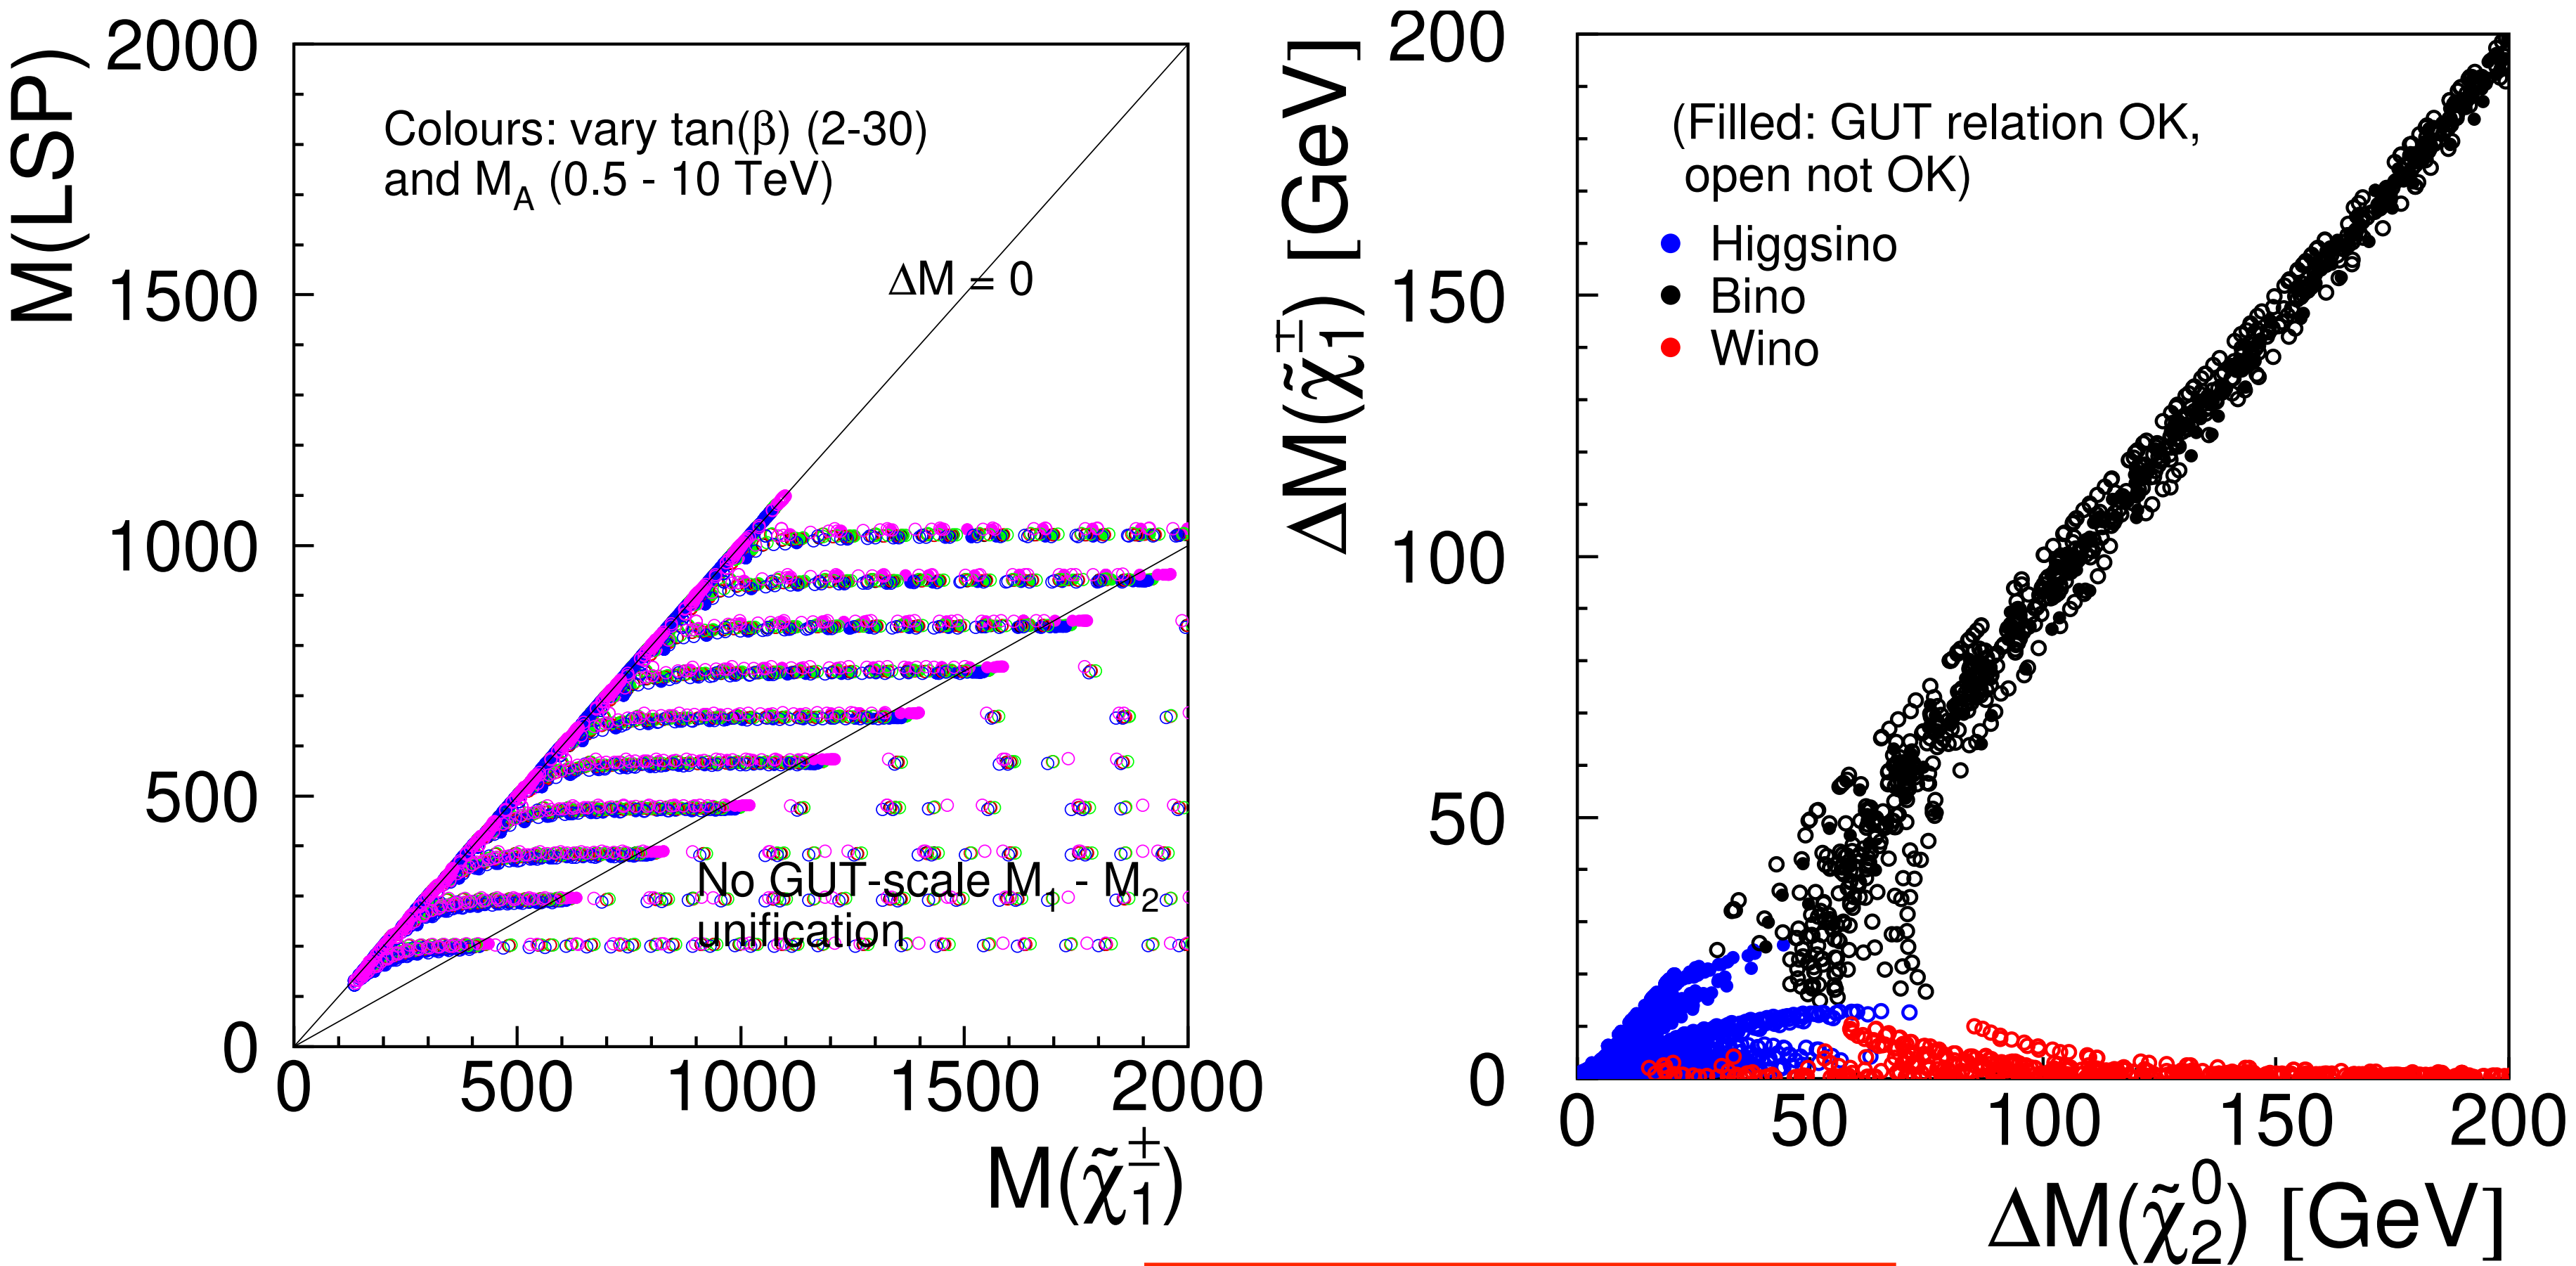 M(LSP)
2000
1500
1000
500
0
Colours: vary tan(β) (2-30)
and M_A (0.5 - 10 TeV)
ΔM = 0
No GUT-scale M_1 - M_2
unification
0 500 1000 1500 2000
M(χ̃_1^±)
ΔM(χ̃_1^±) [GeV]
200
150
100
50
0
(Filled: GUT relation OK,
open not OK)
Higgsino
Bino
Wino
0 50 100 150 200
ΔM(χ̃_2^0) [GeV]